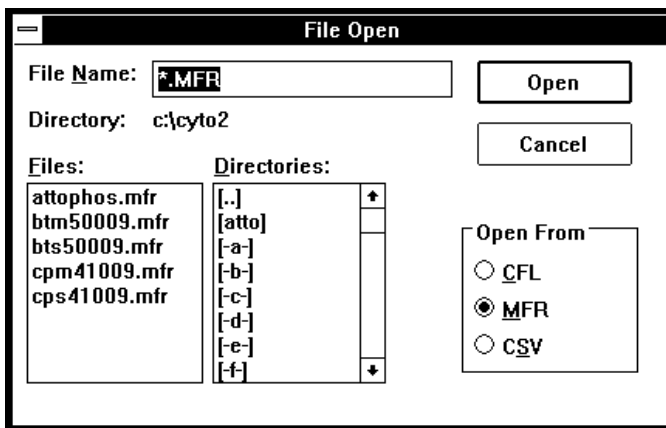 File Open
File Name: *.MFR
Open
Directory: c:\cyto2
Cancel
Files:
attophos.mfr
btm50009.mfr
bts50009.mfr
cpm41009.mfr
cps41009.mfr
Directories:
[..]
[atto]
[-a-]
[-b-]
[-c-]
[-d-]
[-e-]
[-f-]
Open From
CFL
MFR
CSV